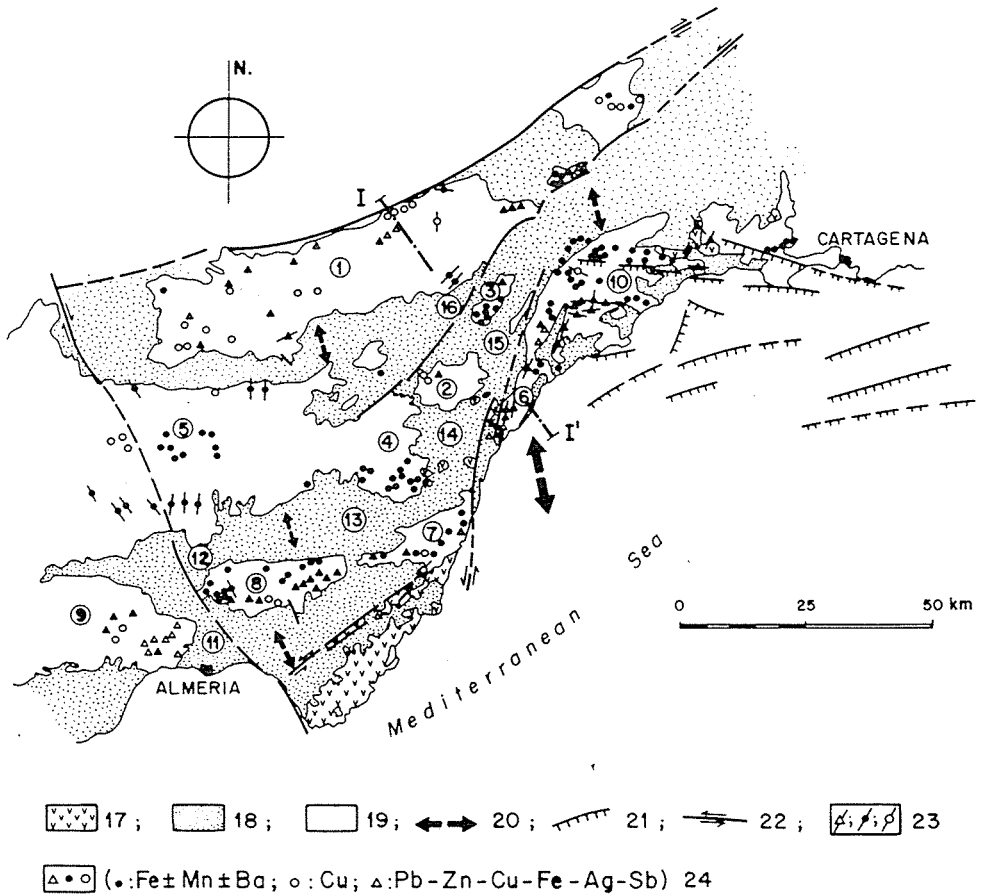 N.
I
1
CARTAGENA
10
3
16
15
2
6
I'
5
4
14
13
7
12
8
9
11
ALMERIA
Mediterranean Sea
0 25 50 km
17; 18; 19; 20; 21; 22; 23
(•:Fe±Mn±Ba; ○:Cu; △:Pb-Zn-Cu-Fe-Ag-Sb) 24